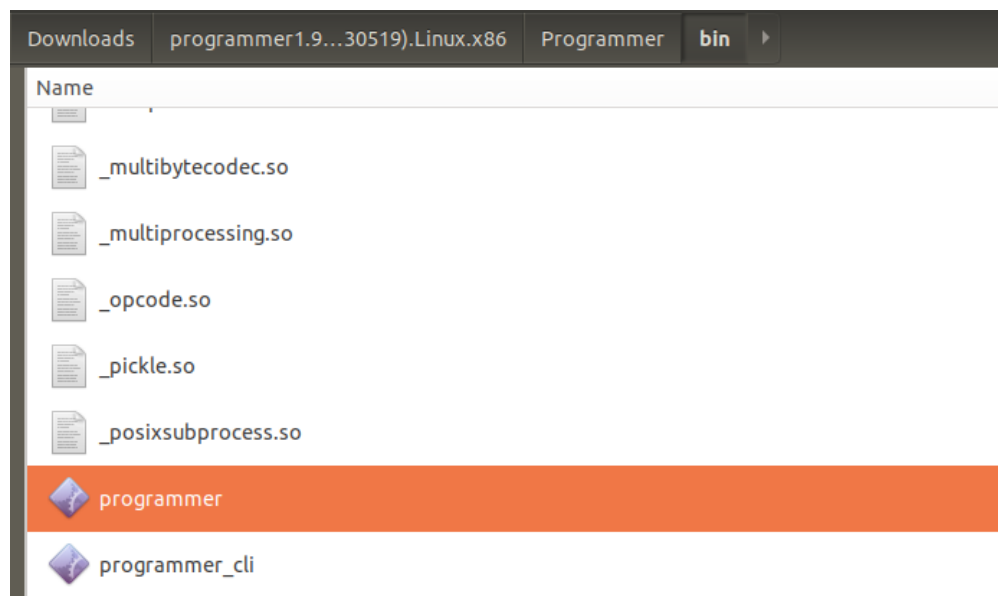 Downloads programmer1.9...30519).Linux.x86 Programmer bin
Name
_multibytecodec.so
_multiprocessing.so
_opcode.so
_pickle.so
_posixsubprocess.so
programmer
programmer_cli